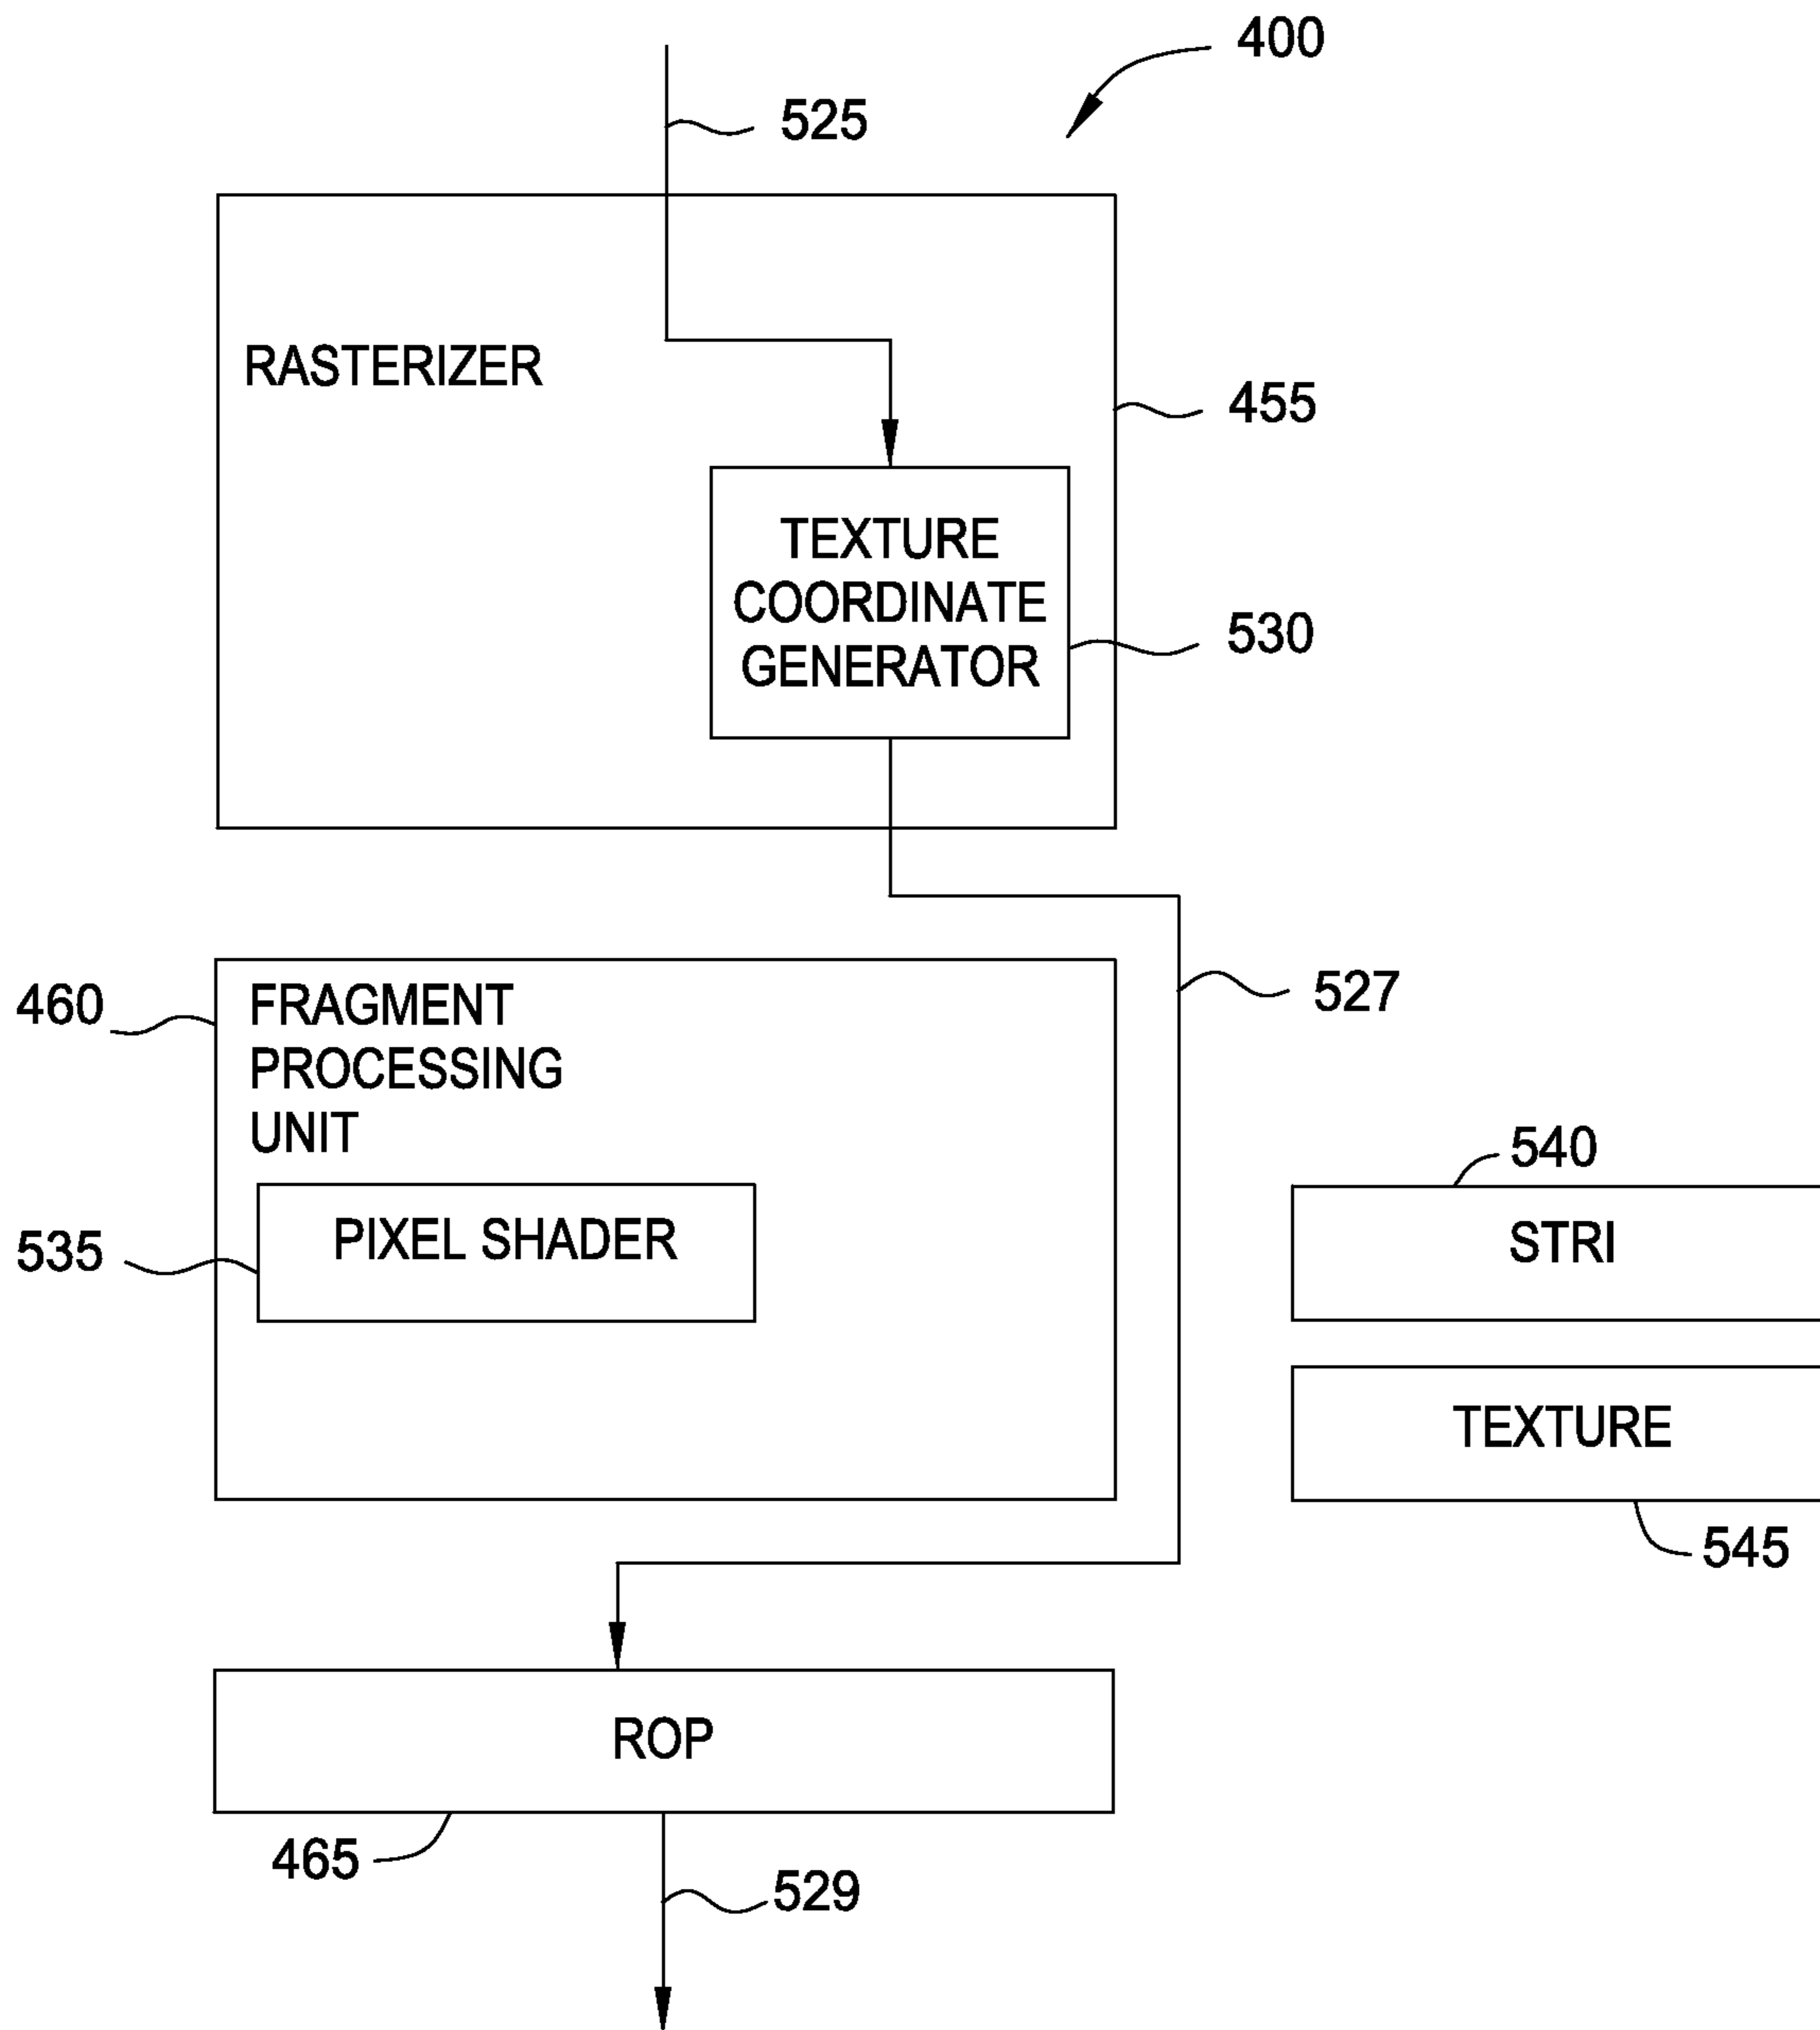 400
525
RASTERIZER
455
TEXTURE
COORDINATE
GENERATOR
530
460
FRAGMENT
PROCESSING
UNIT
527
540
535
PIXEL SHADER
STRI
TEXTURE
545
ROP
465
529